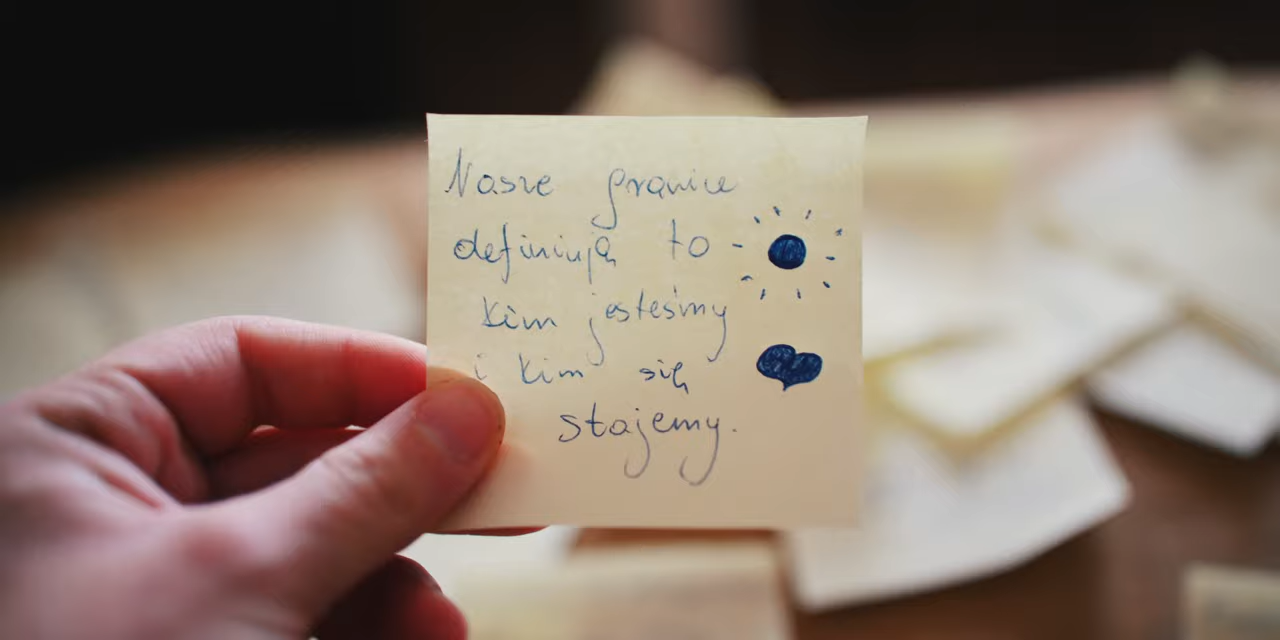 Nasze granice
definiują to
kim jesteśmy
i kim się
stajemy.